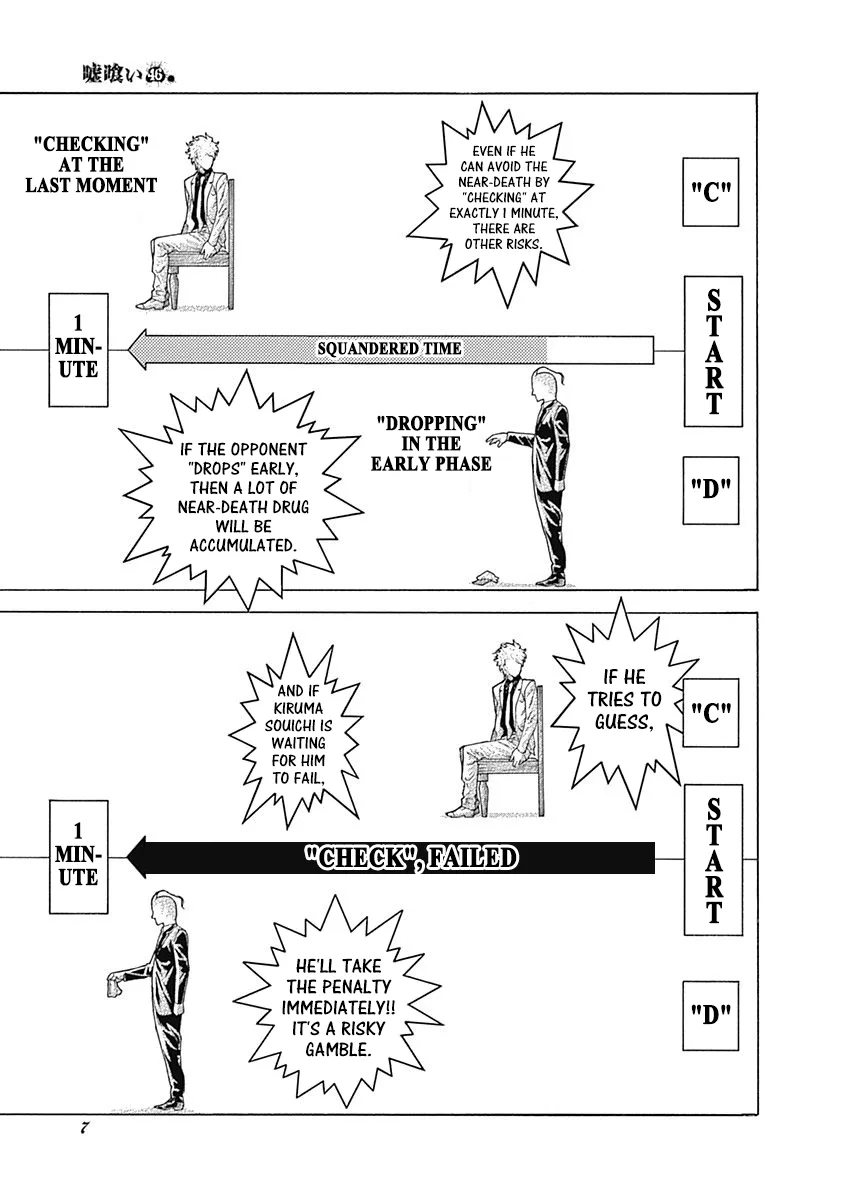 嘘喰い46.
EVEN IF HE
CAN AVOID THE
NEAR-DEATH BY
"CHECKING" AT
EXACTLY 1 MINUTE,
THERE ARE
OTHER RISKS.
"C"
"CHECKING"
AT THE
LAST MOMENT
S
T
A
R
T
SQUANDERED TIME
1
MIN-
UTE
"DROPPING"
IN THE
EARLY PHASE
"D"
IF THE OPPONENT
"DROPS" EARLY,
THEN A LOT OF
NEAR-DEATH DRUG
WILL BE
ACCUMULATED.
IF HE
TRIES TO
GUESS,
"C"
AND IF
KIRUMA
SOUICHI IS
WAITING
FOR HIM
TO FAIL,
S
T
A
R
T
"CHECK", FAILED
1
MIN-
UTE
HE'LL TAKE
THE PENALTY
IMMEDIATELY!!
IT'S A RISKY
GAMBLE.
"D"
7